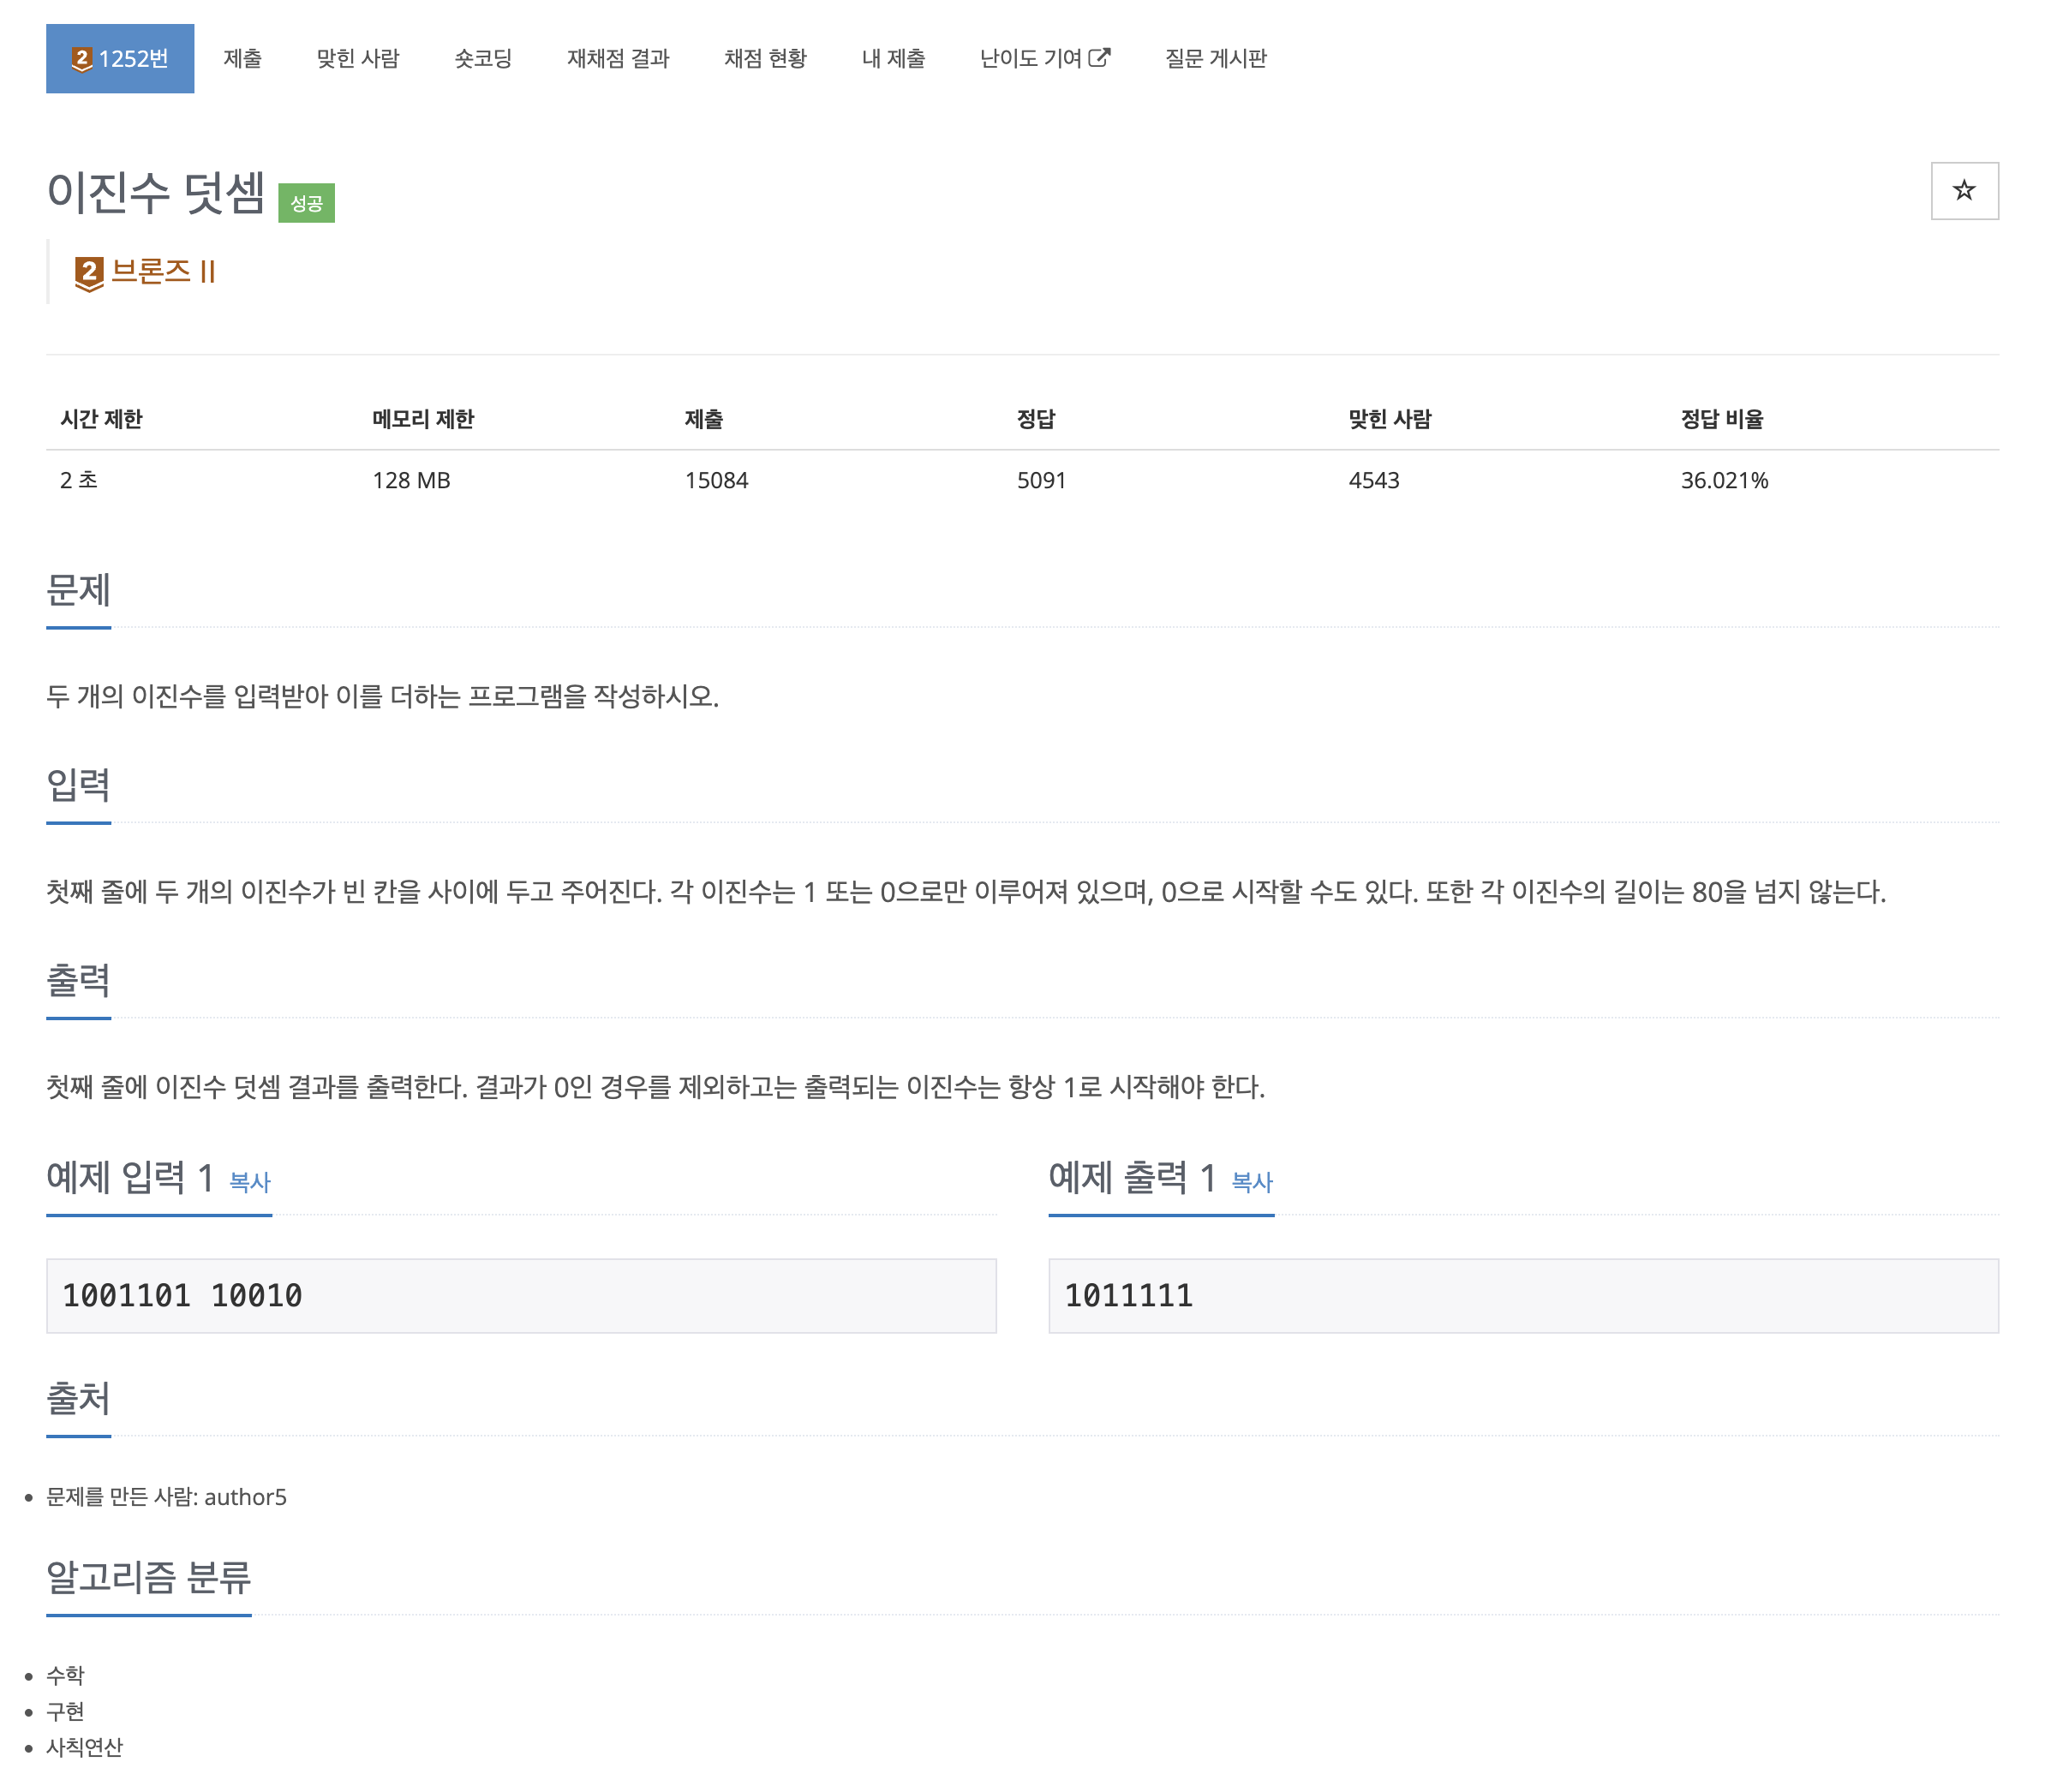 2 1252번 제출 맞힌 사람 숏코딩 재채점 결과 채점 현황 내 제출 난이도 기여 질문 게시판
이진수 덧셈 성공
2 브론즈 II
시간 제한 메모리 제한 제출 정답 맞힌 사람 정답 비율
2 초 128 MB 15084 5091 4543 36.021%
문제
두 개의 이진수를 입력받아 이를 더하는 프로그램을 작성하시오.
입력
첫째 줄에 두 개의 이진수가 빈 칸을 사이에 두고 주어진다. 각 이진수는 1 또는 0으로만 이루어져 있으며, 0으로 시작할 수도 있다. 또한 각 이진수의 길이는 80을 넘지 않는다.
출력
첫째 줄에 이진수 덧셈 결과를 출력한다. 결과가 0인 경우를 제외하고는 출력되는 이진수는 항상 1로 시작해야 한다.
예제 입력 1 복사
1001101 10010
예제 출력 1 복사
1011111
출처
문제를 만든 사람: author5
알고리즘 분류
수학
구현
사칙연산